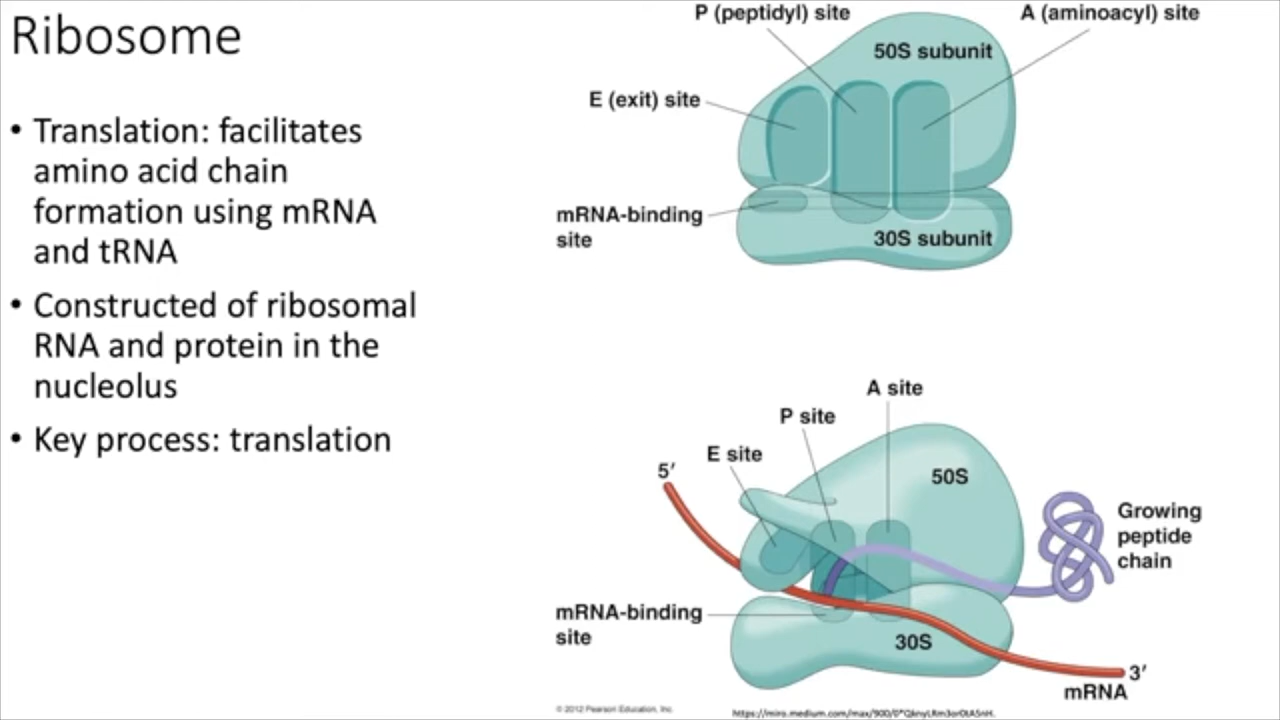 Ribosome
• Translation: facilitates
amino acid chain
formation using mRNA
and tRNA
• Constructed of ribosomal
RNA and protein in the
nucleolus
• Key process: translation
P (peptidyl) site
A (aminoacyl) site
50S subunit
E (exit) site
mRNA-binding
site
30S subunit
A site
P site
E site
5′
50S
Growing
peptide
chain
mRNA-binding
site
30S
3′
mRNA
© 2012 Pearson Education, Inc.